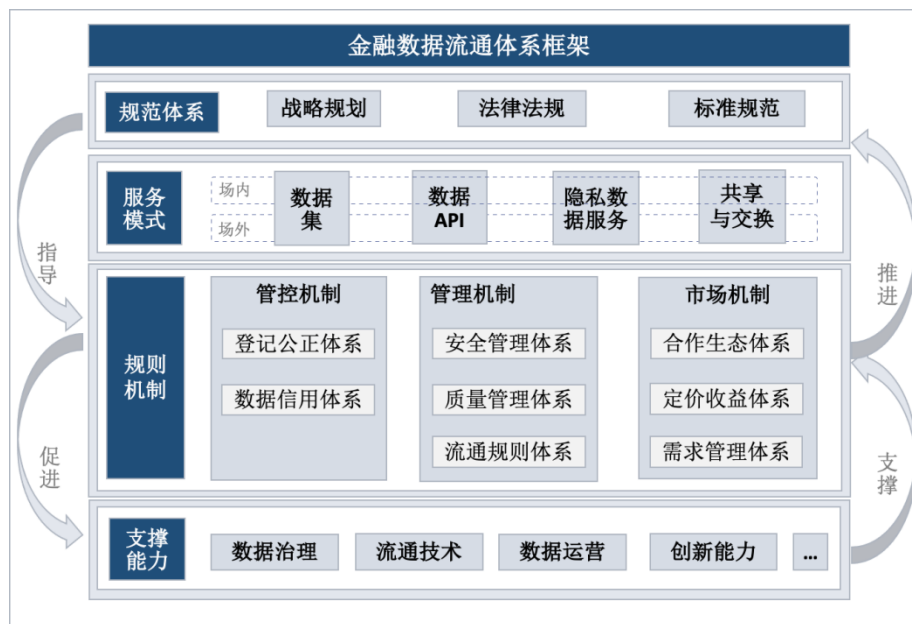 金融数据流通体系框架
规范体系
战略规划
法律法规
标准规范
服务
模式
场内
场外
数据
集
数据
API
隐私数
据服务
共享
与交换
指导
推进
规则
机制
管控机制
登记公正体系
数据信用体系
管理机制
安全管理体系
质量管理体系
流通规则体系
市场机制
合作生态体系
定价收益体系
需求管理体系
促进
支撑
支撑
能力
数据治理
流通技术
数据运营
创新能力
...